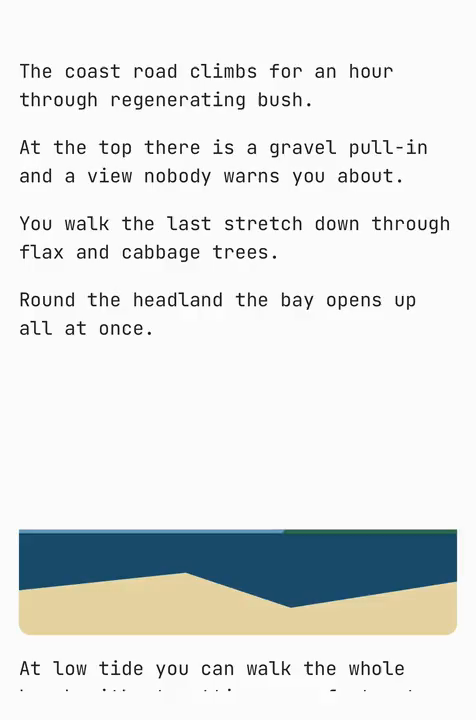 The coast road climbs for an hour
through regenerating bush.
At the top there is a gravel pull-in
and a view nobody warns you about.
You walk the last stretch down through
flax and cabbage trees.
Round the headland the bay opens up
all at once.
At low tide you can walk the whole